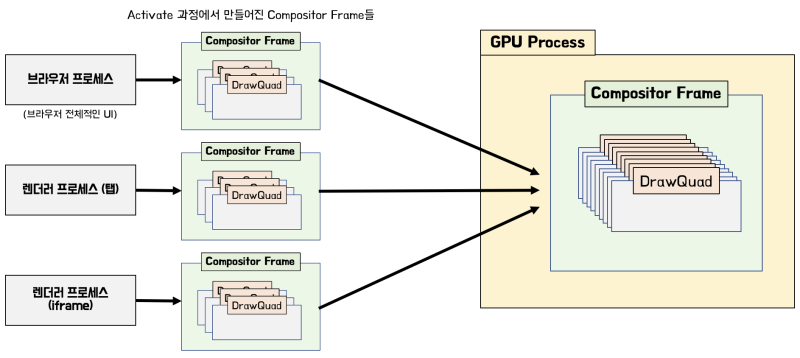 Activate 과정에서 만들어진 Compositor Frame들
브라우저 프로세스
(브라우저 전체적인 UI)
Compositor Frame
DrawQuad
렌더러 프로세스 (탭)
Compositor Frame
DrawQuad
렌더러 프로세스
(iframe)
Compositor Frame
DrawQuad
GPU Process
Compositor Frame
DrawQuad